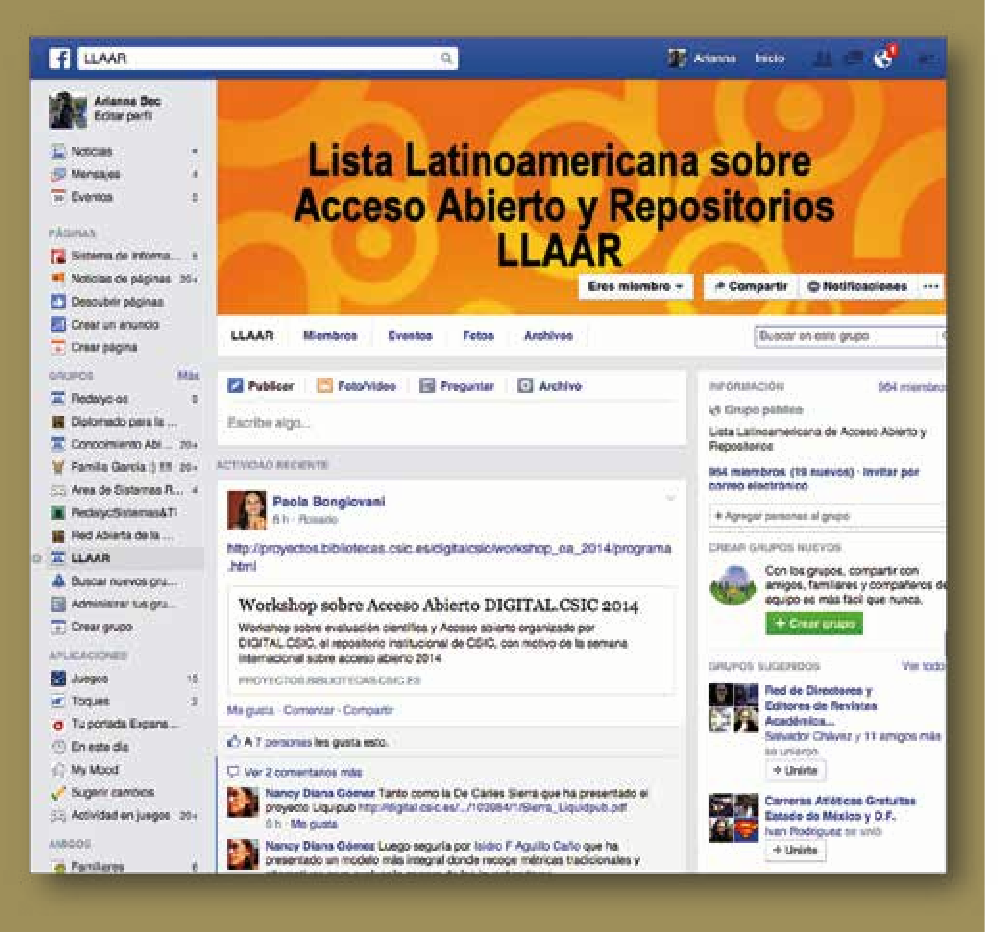 LLAAR
Arianna Inicio
1
Arianna Bec
Editar perfil
Noticias
Mensajes 4
Eventos
PÁGINAS
Sistema de informa...
Noticias de páginas 20+
Descubrir páginas
Crear un anuncio
Crear página
GRUPOS Más
Redalyc-os
Diplomado para la ...
Conocimiento Abi... 20+
Familia García :) !!! 20+
Area de Sistemas R... 4
RedalycSistemas&TI
Red Abierta de la ...
LLAAR
Buscar nuevos gru...
Administrar tus gru...
Crear grupo
APLICACIONES
Juegos 15
Toques
Tu portada Expans...
En este día
My Mood
Sugerir cambios
Actividad en juegos 20+
AMIGOS
Familiares 6
Lista Latinoamericana sobre
Acceso Abierto y Repositorios
LLAAR
Eres miembro Compartir Notificaciones ...
LLAAR Miembros Eventos Fotos Archivos
Buscar en este grupo
Publicar Foto/Video Preguntar Archivo
Escribe algo...
ACTIVIDAD RECIENTE
Paola Bongiovani
6 h · Rosario
http://proyectos.bibliotecas.csic.es/digitalcsic/workshop_oa_2014/programa
.html
Workshop sobre Acceso Abierto DIGITAL.CSIC 2014
Workshop sobre evaluación científica y Acceso abierto organizado por
DIGITAL.CSIC, el repositorio institucional de CSIC, con motivo de la semana
internacional sobre acceso abierto 2014
PROYECTOS.BIBLIOTECAS.CSIC.ES
Me gusta · Comentar · Compartir
A 7 personas les gusta esto.
Ver 2 comentarios más
Nancy Diana Gómez Tanto como la De Carles Sierra que ha presentado el
proyecto Liquipub http://digital.csic.es/.../103084/1/Sierra_Liquidpub.pdf
6 h · Me gusta
Nancy Diana Gómez Luego seguría por Isidro F Aguillo Caño que ha
presentado un modelo más integral donde recoge métricas tradicionales y
INFORMACIÓN 964 miembros
Grupo público
Lista Latinoamericana de Acceso Abierto y
Repositorios
964 miembros (19 nuevos) · Invitar por
correo electrónico
+ Agregar personas al grupo
CREAR GRUPOS NUEVOS
Con los grupos, compartir con
amigos, familiares y compañeros de
equipo es más fácil que nunca.
+ Crear grupo
GRUPOS SUGERIDOS Ver todo
Red de Directores y
Editores de Revistas
Académica...
Salvador Chávez y 11 amigos más
se unieron
+ Unirte
Carreras Atléticas Gratuitas
Estado de México y D.F.
Ivan Rodríguez se unió
+ Unirte